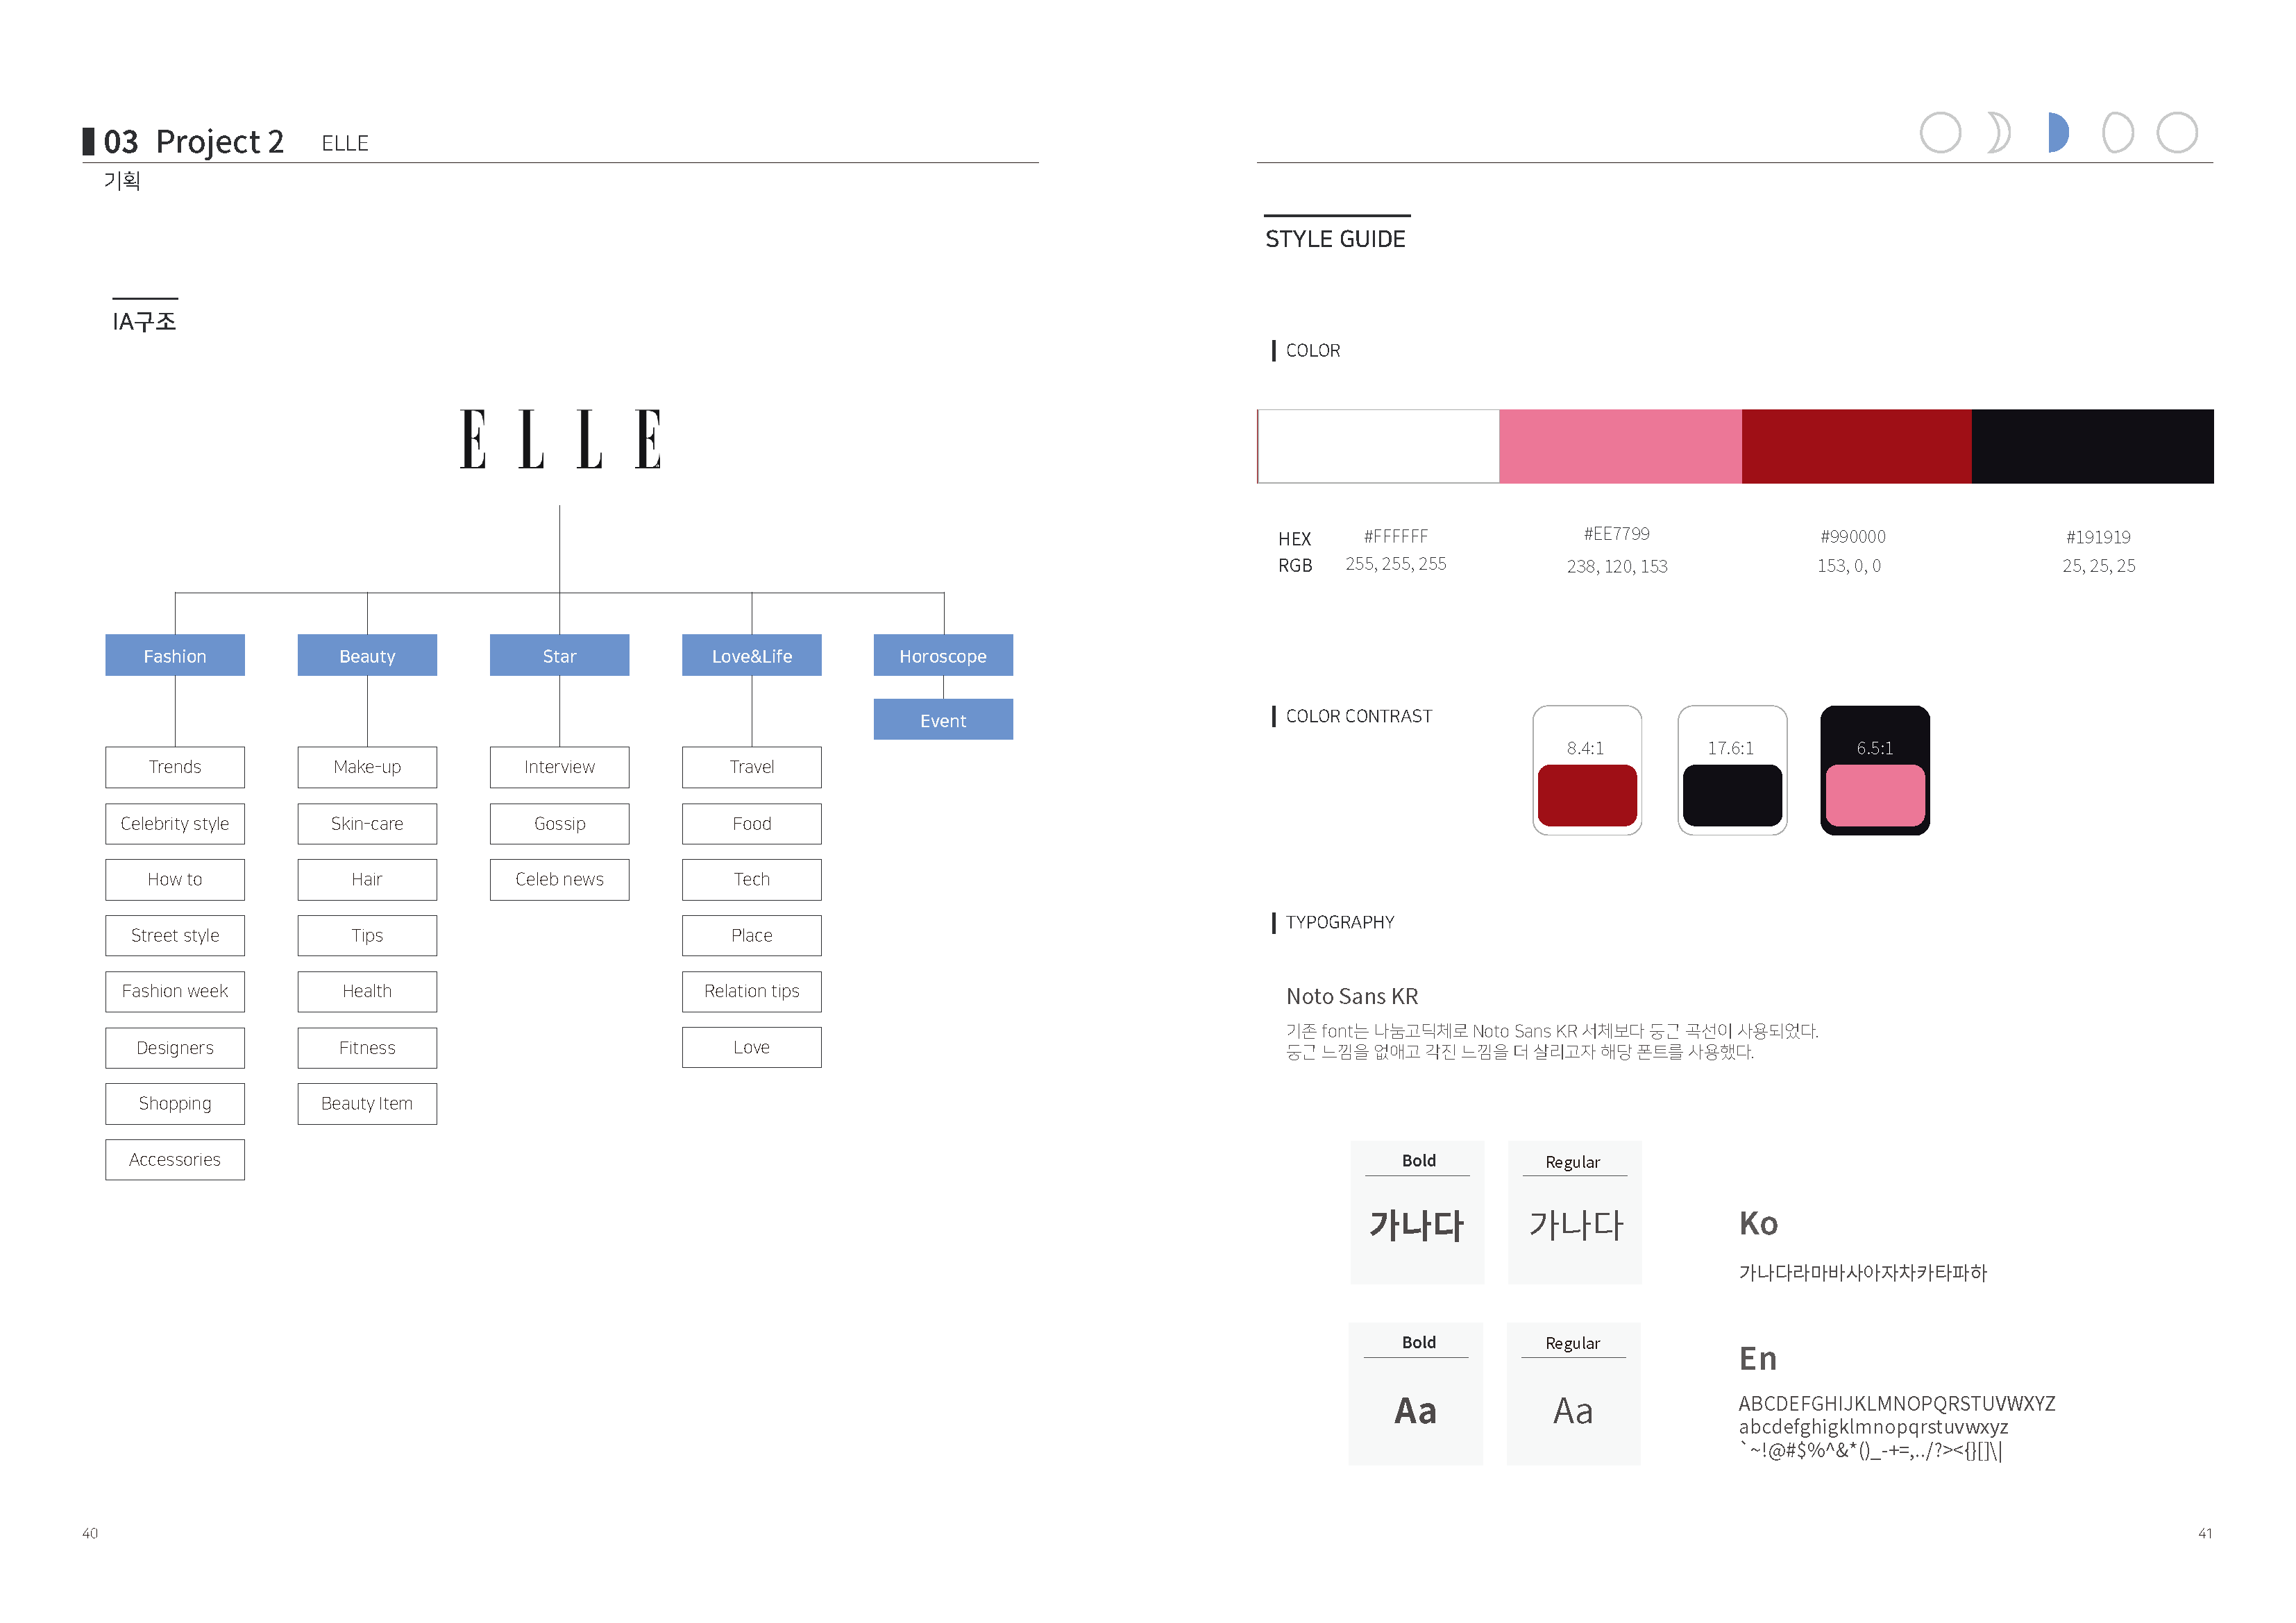 03 Project 2 ELLE
기획
IA구조
E L L E
Fashion Beauty Star Love&Life Horoscope
Event
Trends Make-up Interview Travel
Celebrity style Skin-care Gossip Food
How to Hair Celeb news Tech
Street style Tips Place
Fashion week Health Relation tips
Designers Fitness Love
Shopping Beauty Item
Accessories
40
STYLE GUIDE
COLOR
HEX #FFFFFF #EE7799 #990000 #191919
RGB 255, 255, 255 238, 120, 153 153, 0, 0 25, 25, 25
COLOR CONTRAST
8.4:1 17.6:1 6.5:1
TYPOGRAPHY
Noto Sans KR
기존 font는 나눔고딕체로 Noto Sans KR 서체보다 둥근 곡선이 사용되었다.
둥근 느낌을 없애고 각진 느낌을 더 살리고자 해당 폰트를 사용했다.
Bold Regular
가나다 가나다
Ko
가나다라마바사아자차카타파하
Bold Regular
Aa Aa
En
ABCDEFGHIJKLMNOPQRSTUVWXYZ
abcdefghigklmnopqrstuvwxyz
`~!@#$%^&*()_-+=,../?><{}[]\|
41